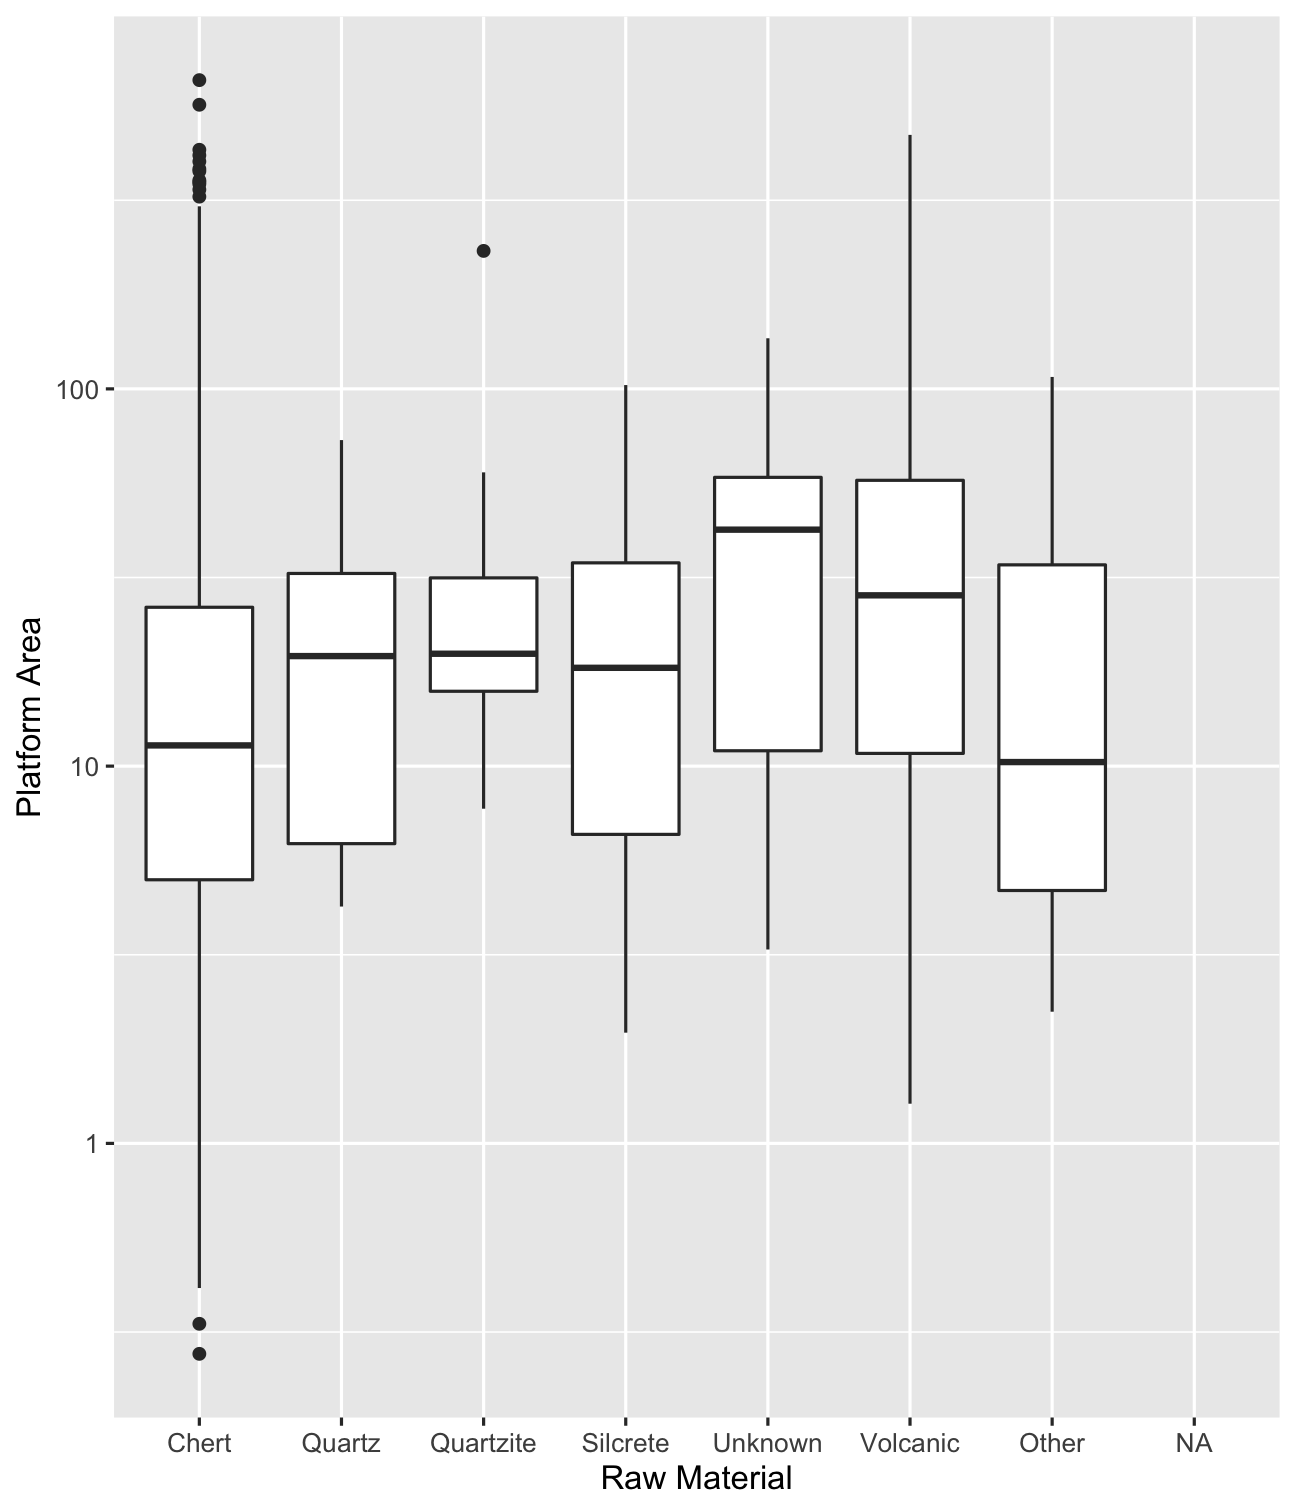 Platform Area
100
10
1
Chert Quartz Quartzite Silcrete Unknown Volcanic Other NA
Raw Material